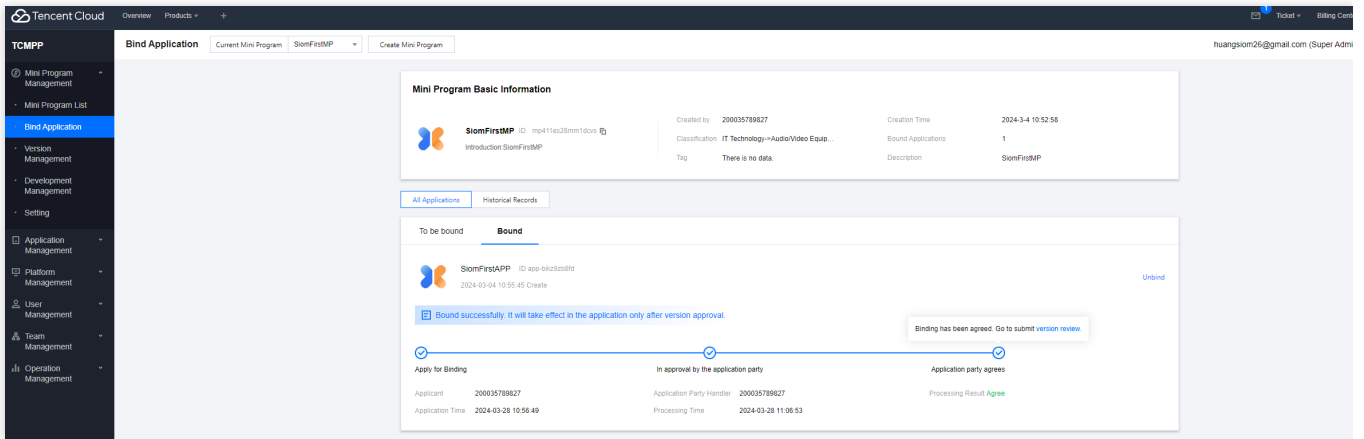 Tencent Cloud Overview Products +
1 Ticket Billing Cent
TCMPP
Bind Application Current Mini Program SiomFirstMP Create Mini Program
huangsiom26@gmail.com (Super Admi
Mini Program
Management
Mini Program List
Bind Application
Version
Management
Development
Management
Setting
Application
Management
Platform
Management
User
Management
Team
Management
Operation
Management
Mini Program Basic Information
SiomFirstMP ID mp411as28mm1dcvs
Introduction:SiomFirstMP
Created by 200035789827 Creation Time 2024-3-4 10:52:58
Classification IT Technology->Audio/Video Equip... Bound Applications 1
Tag There is no data. Description SiomFirstMP
All Applications Historical Records
To be bound Bound
SiomFirstAPP
2024-03-04 10:55:45 Create
Unbind
Bound successfully. It will take effect in the application only after version approval.
Binding has been agreed. Go to submit version review.
Apply for Binding In approval by the application party Application party agrees
Applicant 200035789827 Application Party Handler 200035789827 Processing Result Agree
Application Time 2024-03-28 10:56:49 Processing Time 2024-03-28 11:06:53